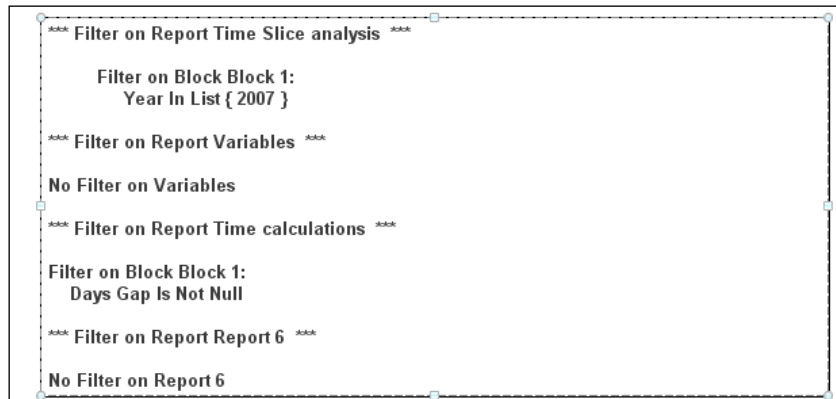 *** Filter on Report Time Slice analysis ***
Filter on Block Block 1:
Year In List { 2007 }
*** Filter on Report Variables ***
No Filter on Variables
*** Filter on Report Time calculations ***
Filter on Block Block 1:
Days Gap Is Not Null
*** Filter on Report Report 6 ***
No Filter on Report 6